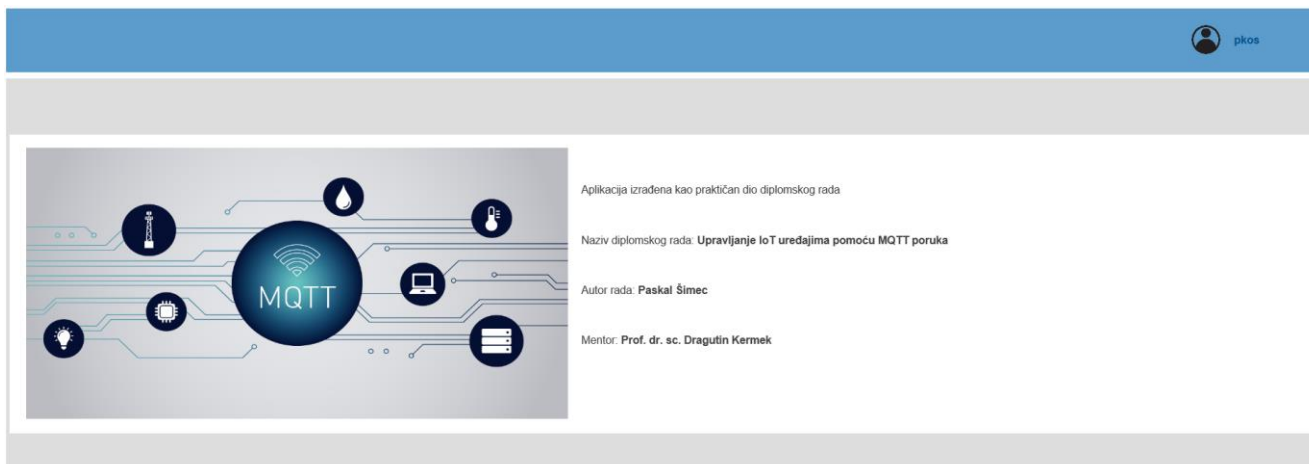 pkos
MQTT
Aplikacija izrađena kao praktičan dio diplomskog rada
Naziv diplomskog rada: Upravljanje IoT uređajima pomoću MQTT poruka
Autor rada: Paskal Šimec
Mentor: Prof. dr. sc. Dragutin Kermek